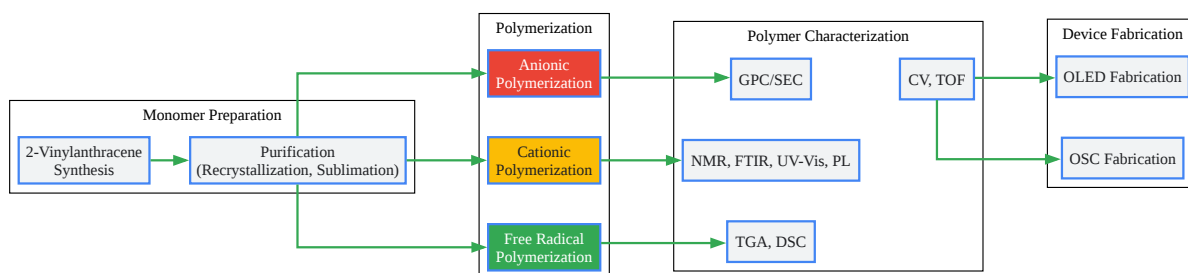 Monomer Preparation
2-Vinylanthracene
Synthesis
Purification
(Recrystallization, Sublimation)
Polymerization
Anionic
Polymerization
Cationic
Polymerization
Free Radical
Polymerization
Polymer Characterization
GPC/SEC
CV, TOF
NMR, FTIR, UV-Vis, PL
TGA, DSC
Device Fabrication
OLED Fabrication
OSC Fabrication